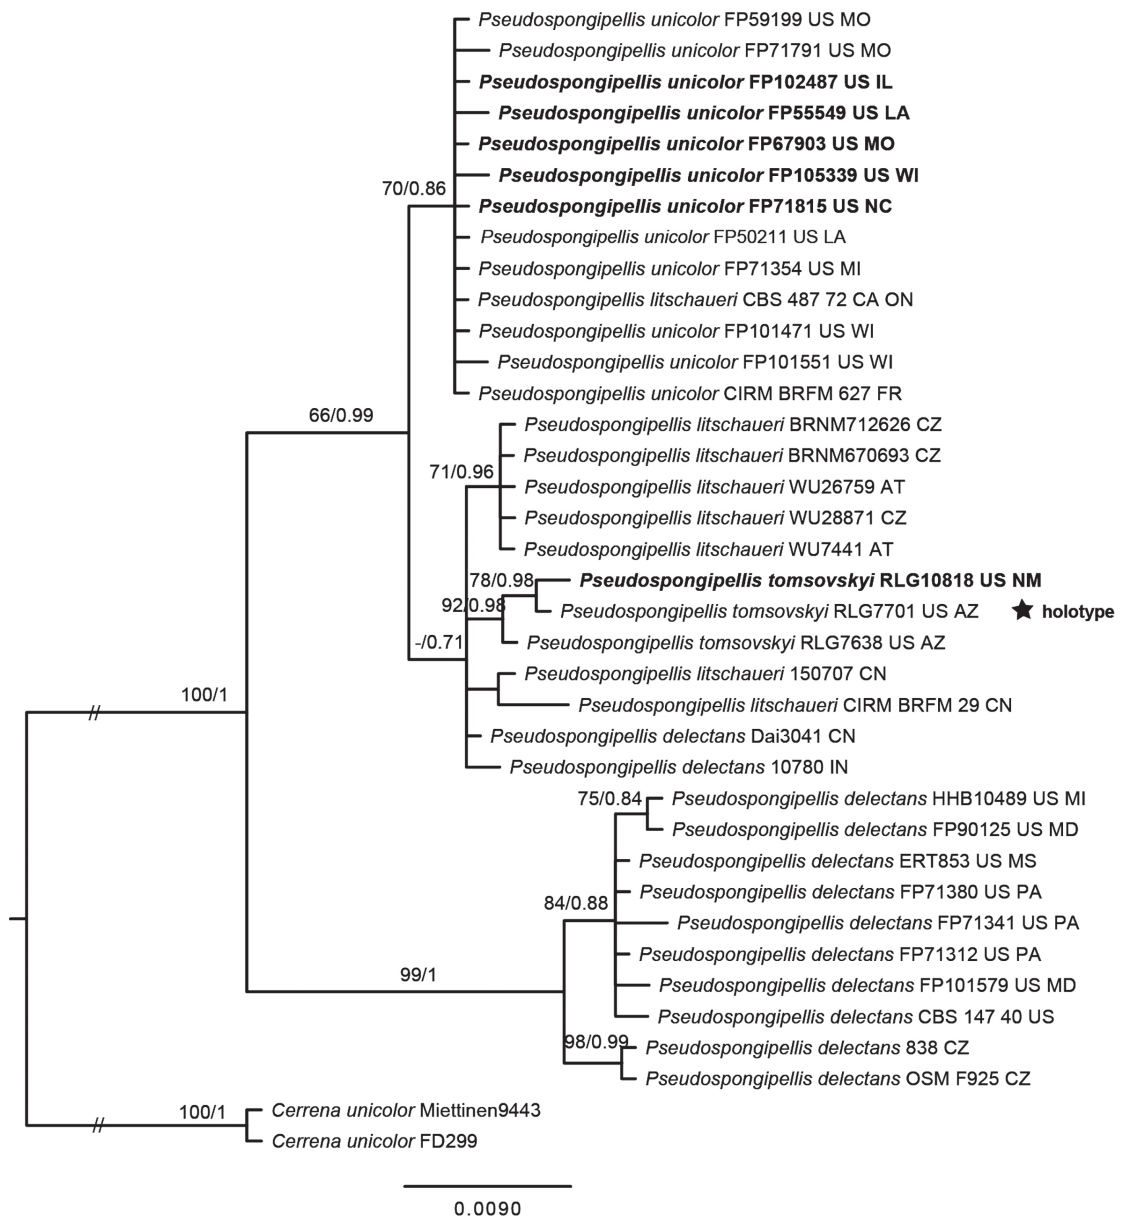 Pseudospongipellis unicolor FP59199 US MO
Pseudospongipellis unicolor FP71791 US MO
Pseudospongipellis unicolor FP102487 US IL
Pseudospongipellis unicolor FP55549 US LA
Pseudospongipellis unicolor FP67903 US MO
Pseudospongipellis unicolor FP105339 US WI
70/0.86
Pseudospongipellis unicolor FP71815 US NC
Pseudospongipellis unicolor FP50211 US LA
Pseudospongipellis unicolor FP71354 US MI
Pseudospongipellis litschaueri CBS 487 72 CA ON
Pseudospongipellis unicolor FP101471 US WI
Pseudospongipellis unicolor FP101551 US WI
Pseudospongipellis unicolor CIRM BRFM 627 FR
66/0.99
Pseudospongipellis litschaueri BRNM712626 CZ
Pseudospongipellis litschaueri BRNM670693 CZ
71/0.96
Pseudospongipellis litschaueri WU26759 AT
Pseudospongipellis litschaueri WU28871 CZ
Pseudospongipellis litschaueri WU7441 AT
78/0.98
Pseudospongipellis tomsovskyi RLG10818 US NM
92/0.98
Pseudospongipellis tomsovskyi RLG7701 US AZ ★ holotype
-/0.71
Pseudospongipellis tomsovskyi RLG7638 US AZ
Pseudospongipellis litschaueri 150707 CN
100/1
Pseudospongipellis litschaueri CIRM BRFM 29 CN
Pseudospongipellis delectans Dai3041 CN
Pseudospongipellis delectans 10780 IN
75/0.84
Pseudospongipellis delectans HHB10489 US MI
Pseudospongipellis delectans FP90125 US MD
Pseudospongipellis delectans ERT853 US MS
Pseudospongipellis delectans FP71380 US PA
84/0.88
Pseudospongipellis delectans FP71341 US PA
Pseudospongipellis delectans FP71312 US PA
99/1
Pseudospongipellis delectans FP101579 US MD
Pseudospongipellis delectans CBS 147 40 US
98/0.99
Pseudospongipellis delectans 838 CZ
Pseudospongipellis delectans OSM F925 CZ
100/1
Cerrena unicolor Miettinen9443
Cerrena unicolor FD299
0.0090